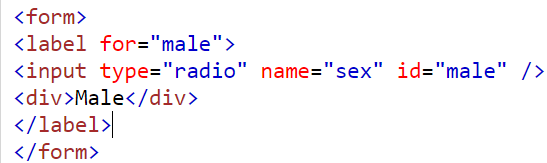 <form>
<label for="male">
<input type="radio" name="sex" id="male" />
<div>Male</div>
</label>
</form>